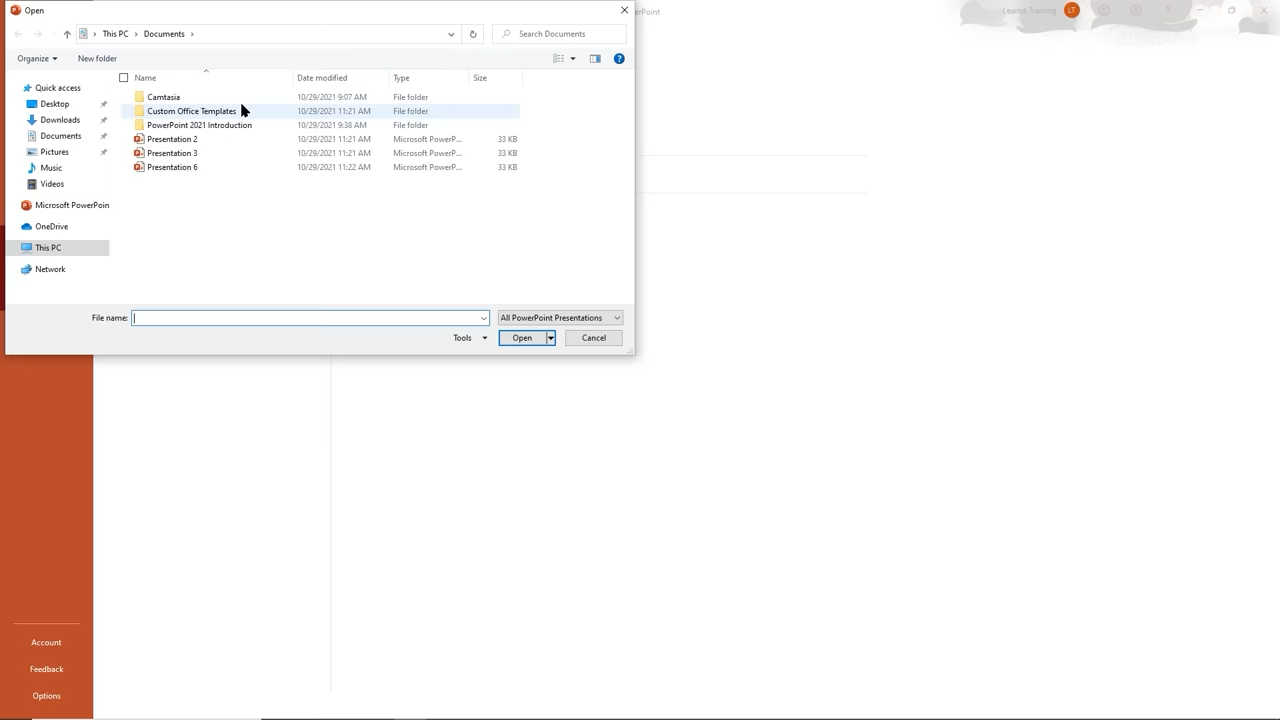 Open
rPoint
Learnit Training LT
?
This PC > Documents >
Search Documents
Organize
New folder
?
Name Date modified Type Size
Camtasia 10/29/2021 9:07 AM File folder
Custom Office Templates 10/29/2021 11:21 AM File folder
PowerPoint 2021 Introduction 10/29/2021 9:38 AM File folder
Presentation 2 10/29/2021 11:21 AM Microsoft PowerP... 33 KB
Presentation 3 10/29/2021 11:21 AM Microsoft PowerP... 33 KB
Presentation 6 10/29/2021 11:22 AM Microsoft PowerP... 33 KB
Quick access
Desktop
Downloads
Documents
Pictures
Music
Videos
Microsoft PowerPoin
OneDrive
This PC
Network
File name:
All PowerPoint Presentations
Tools
Open
Cancel
Account
Feedback
Options